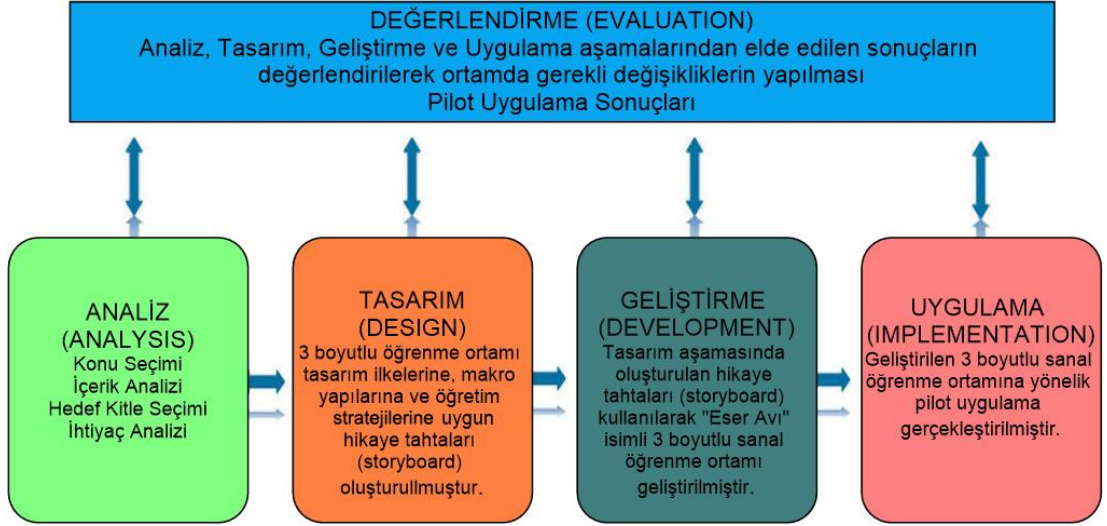 DEĞERLENDİRME (EVALUATION)
Analiz, Tasarım, Geliştirme ve Uygulama aşamalarından elde edilen sonuçların
değerlendirilerek ortamda gerekli değişikliklerin yapılması
Pilot Uygulama Sonuçları
ANALİZ
(ANALYSIS)
Konu Seçimi
İçerik Analizi
Hedef Kitle Seçimi
İhtiyaç Analizi
TASARIM
(DESIGN)
3 boyutlu öğrenme ortamı
tasarım ilkelerine, makro
yapılarına ve öğretim
stratejilerine uygun
hikaye tahtaları
(storyboard)
oluşturullmuştur.
GELİŞTİRME
(DEVELOPMENT)
Tasarım aşamasında
oluşturulan hikaye
tahtaları (storyboard)
kullanılarak "Eser Avı"
isimli 3 boyutlu sanal
öğrenme ortamı
geliştirilmiştir.
UYGULAMA
(IMPLEMENTATION)
Geliştirilen 3 boyutlu sanal
öğrenme ortamına yönelik
pilot uygulama
gerçekleştirilmiştir.